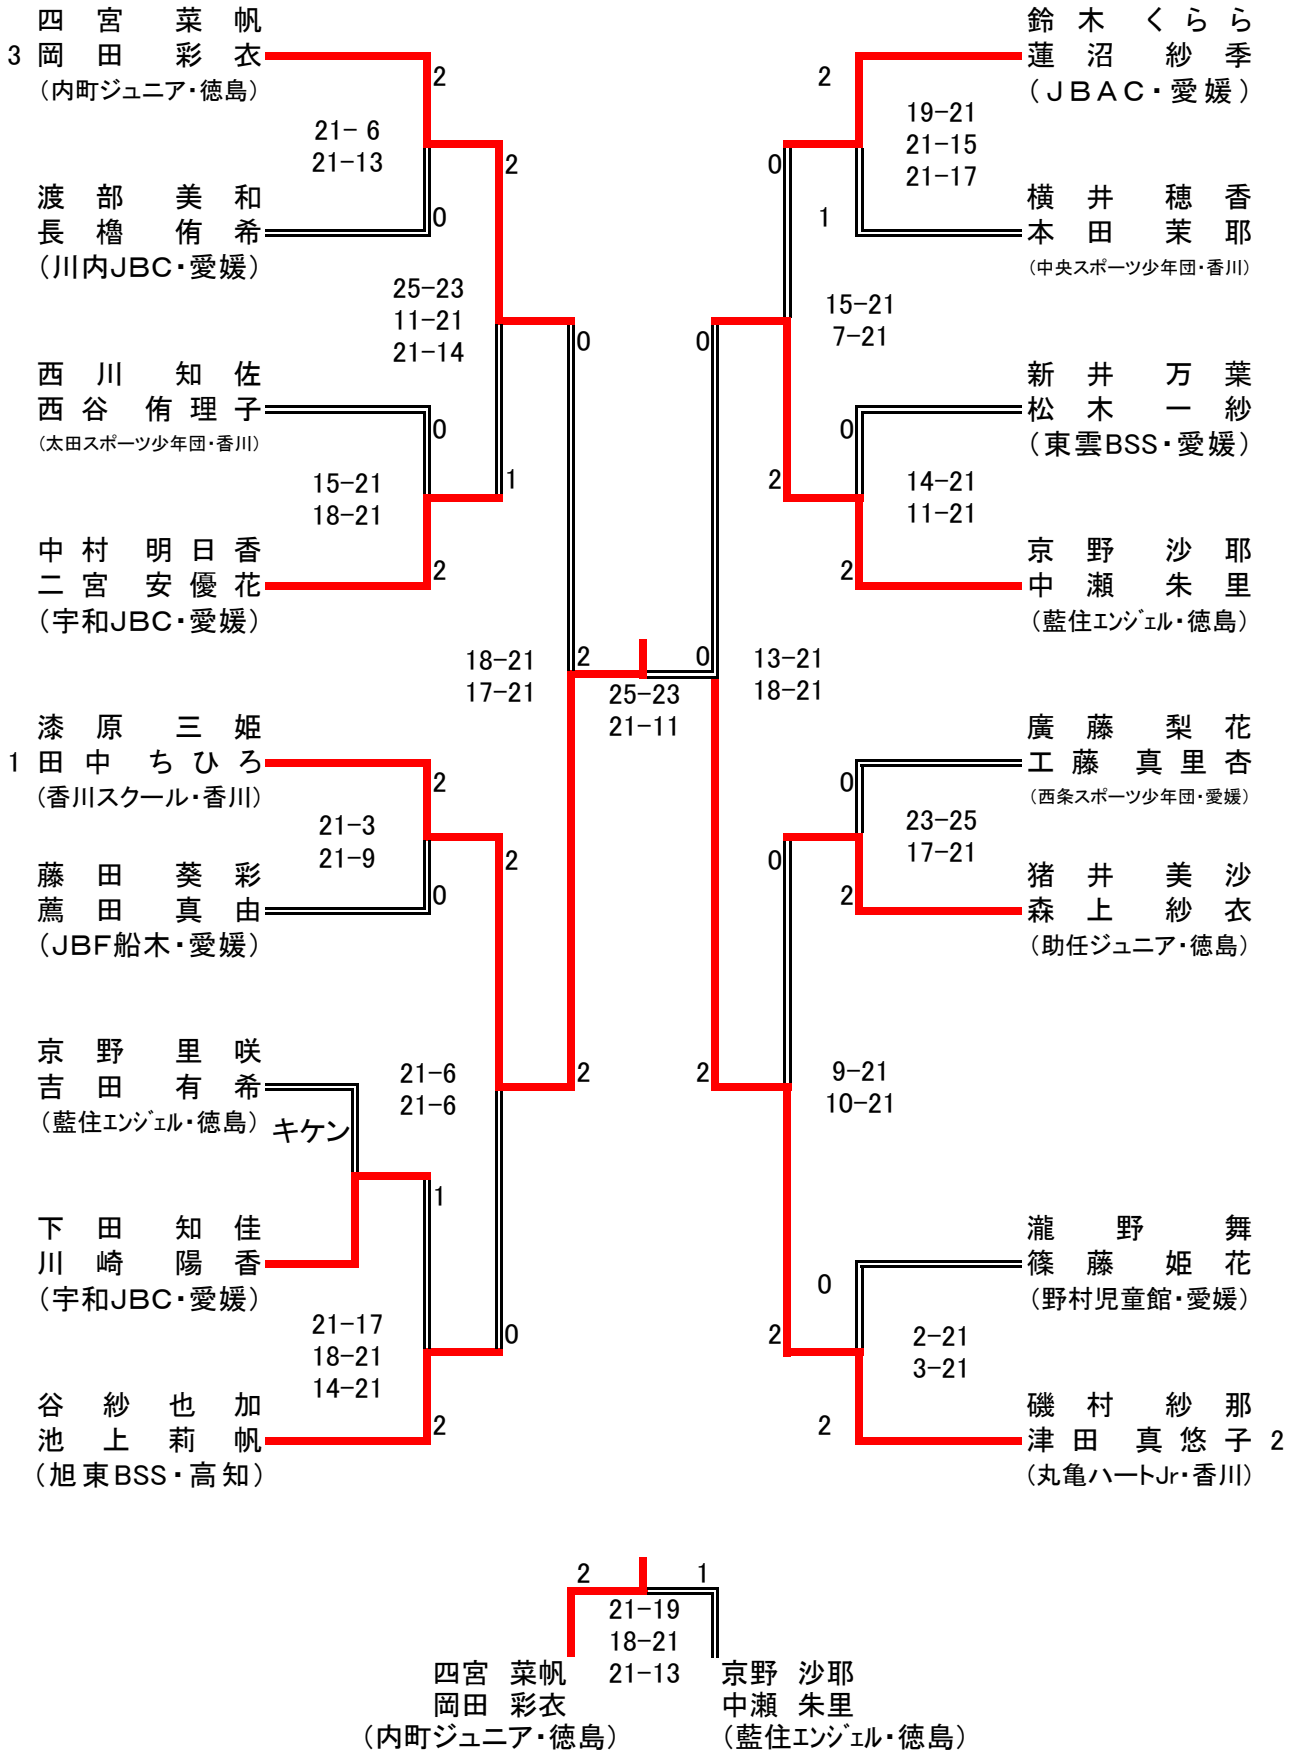 四宮菜帆
3 岡田彩衣
（内町ジュニア・徳島）
2
21- 6
21-13
2
渡部美和
長櫓侑希
（川内JBC・愛媛）
0
25-23
11-21
21-14
0
西川知佐
西谷侑理子
（太田スポーツ少年団・香川）
0
15-21
18-21
1
中村明日香
二宮安優花
（宇和JBC・愛媛）
2
18-21
17-21
2
漆原三姫
1 田中ちひろ
（香川スクール・香川）
2
21-3
21-9
2
藤田葵彩
薦田真由
（JBF船木・愛媛）
0
京野里咲
吉田有希
（藍住エンジェル・徳島）
キケン
21-6
21-6
2
下田知佳
川崎陽香
（宇和JBC・愛媛）
1
21-17
18-21
14-21
0
谷紗也加
池上莉帆
（旭東BSS・高知）
2
25-23
21-11
鈴木くらら
蓮沼紗季
（JBAC・愛媛）
2
19-21
21-15
21-17
0
横井穂香
本田茉耶
（中央スポーツ少年団・香川）
1
15-21
7-21
0
新井万葉
松木一紗
（東雲BSS・愛媛）
0
14-21
11-21
2
京野沙耶
中瀬朱里
（藍住エンジェル・徳島）
2
0
13-21
18-21
廣藤梨花
工藤真里杏
（西条スポーツ少年団・愛媛）
0
23-25
17-21
0
猪井美沙
森上紗衣
（助任ジュニア・徳島）
2
9-21
10-21
2
瀧野舞
篠藤姫花
（野村児童館・愛媛）
0
2-21
3-21
2
磯村紗那
津田真悠子 2
（丸亀ハートJr・香川）
2
2 1
21-19
18-21
21-13
四宮 菜帆
岡田 彩衣
（内町ジュニア・徳島）
京野 沙耶
中瀬 朱里
（藍住エンジェル・徳島）